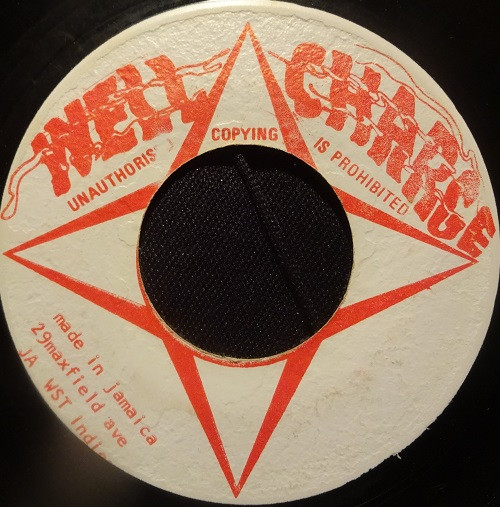 WELL CHARGE
UNAUTHORIS COPYING IS PROHIBITED
made in jamaica
29maxfield ave
JA WST Indie